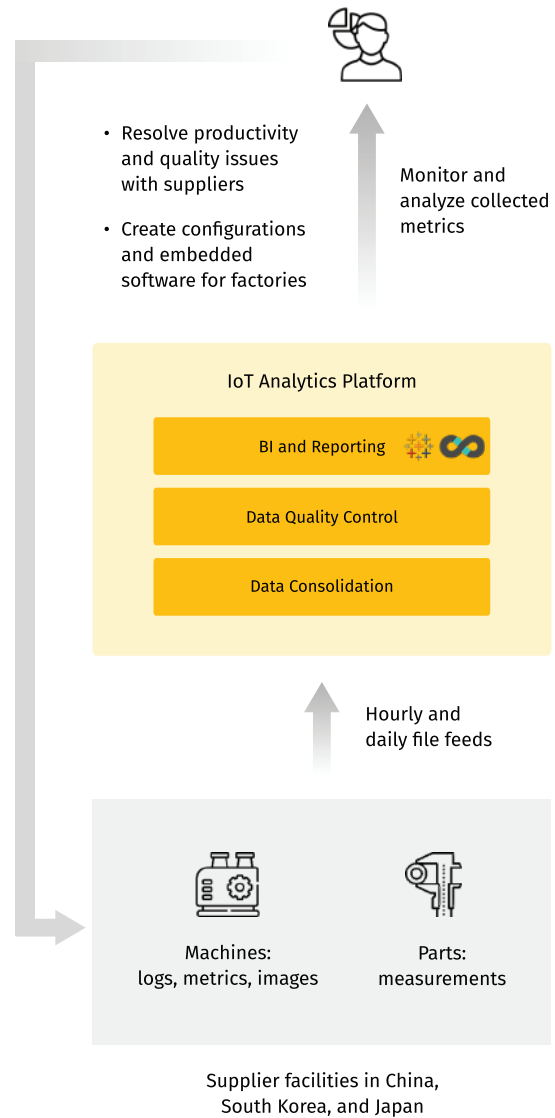 • Resolve productivity
and quality issues
with suppliers
• Create configurations
and embedded
software for factories
Monitor and
analyze collected
metrics
IoT Analytics Platform
BI and Reporting
Data Quality Control
Data Consolidation
Hourly and
daily file feeds
Machines:
logs, metrics, images
Parts:
measurements
Supplier facilities in China,
South Korea, and Japan